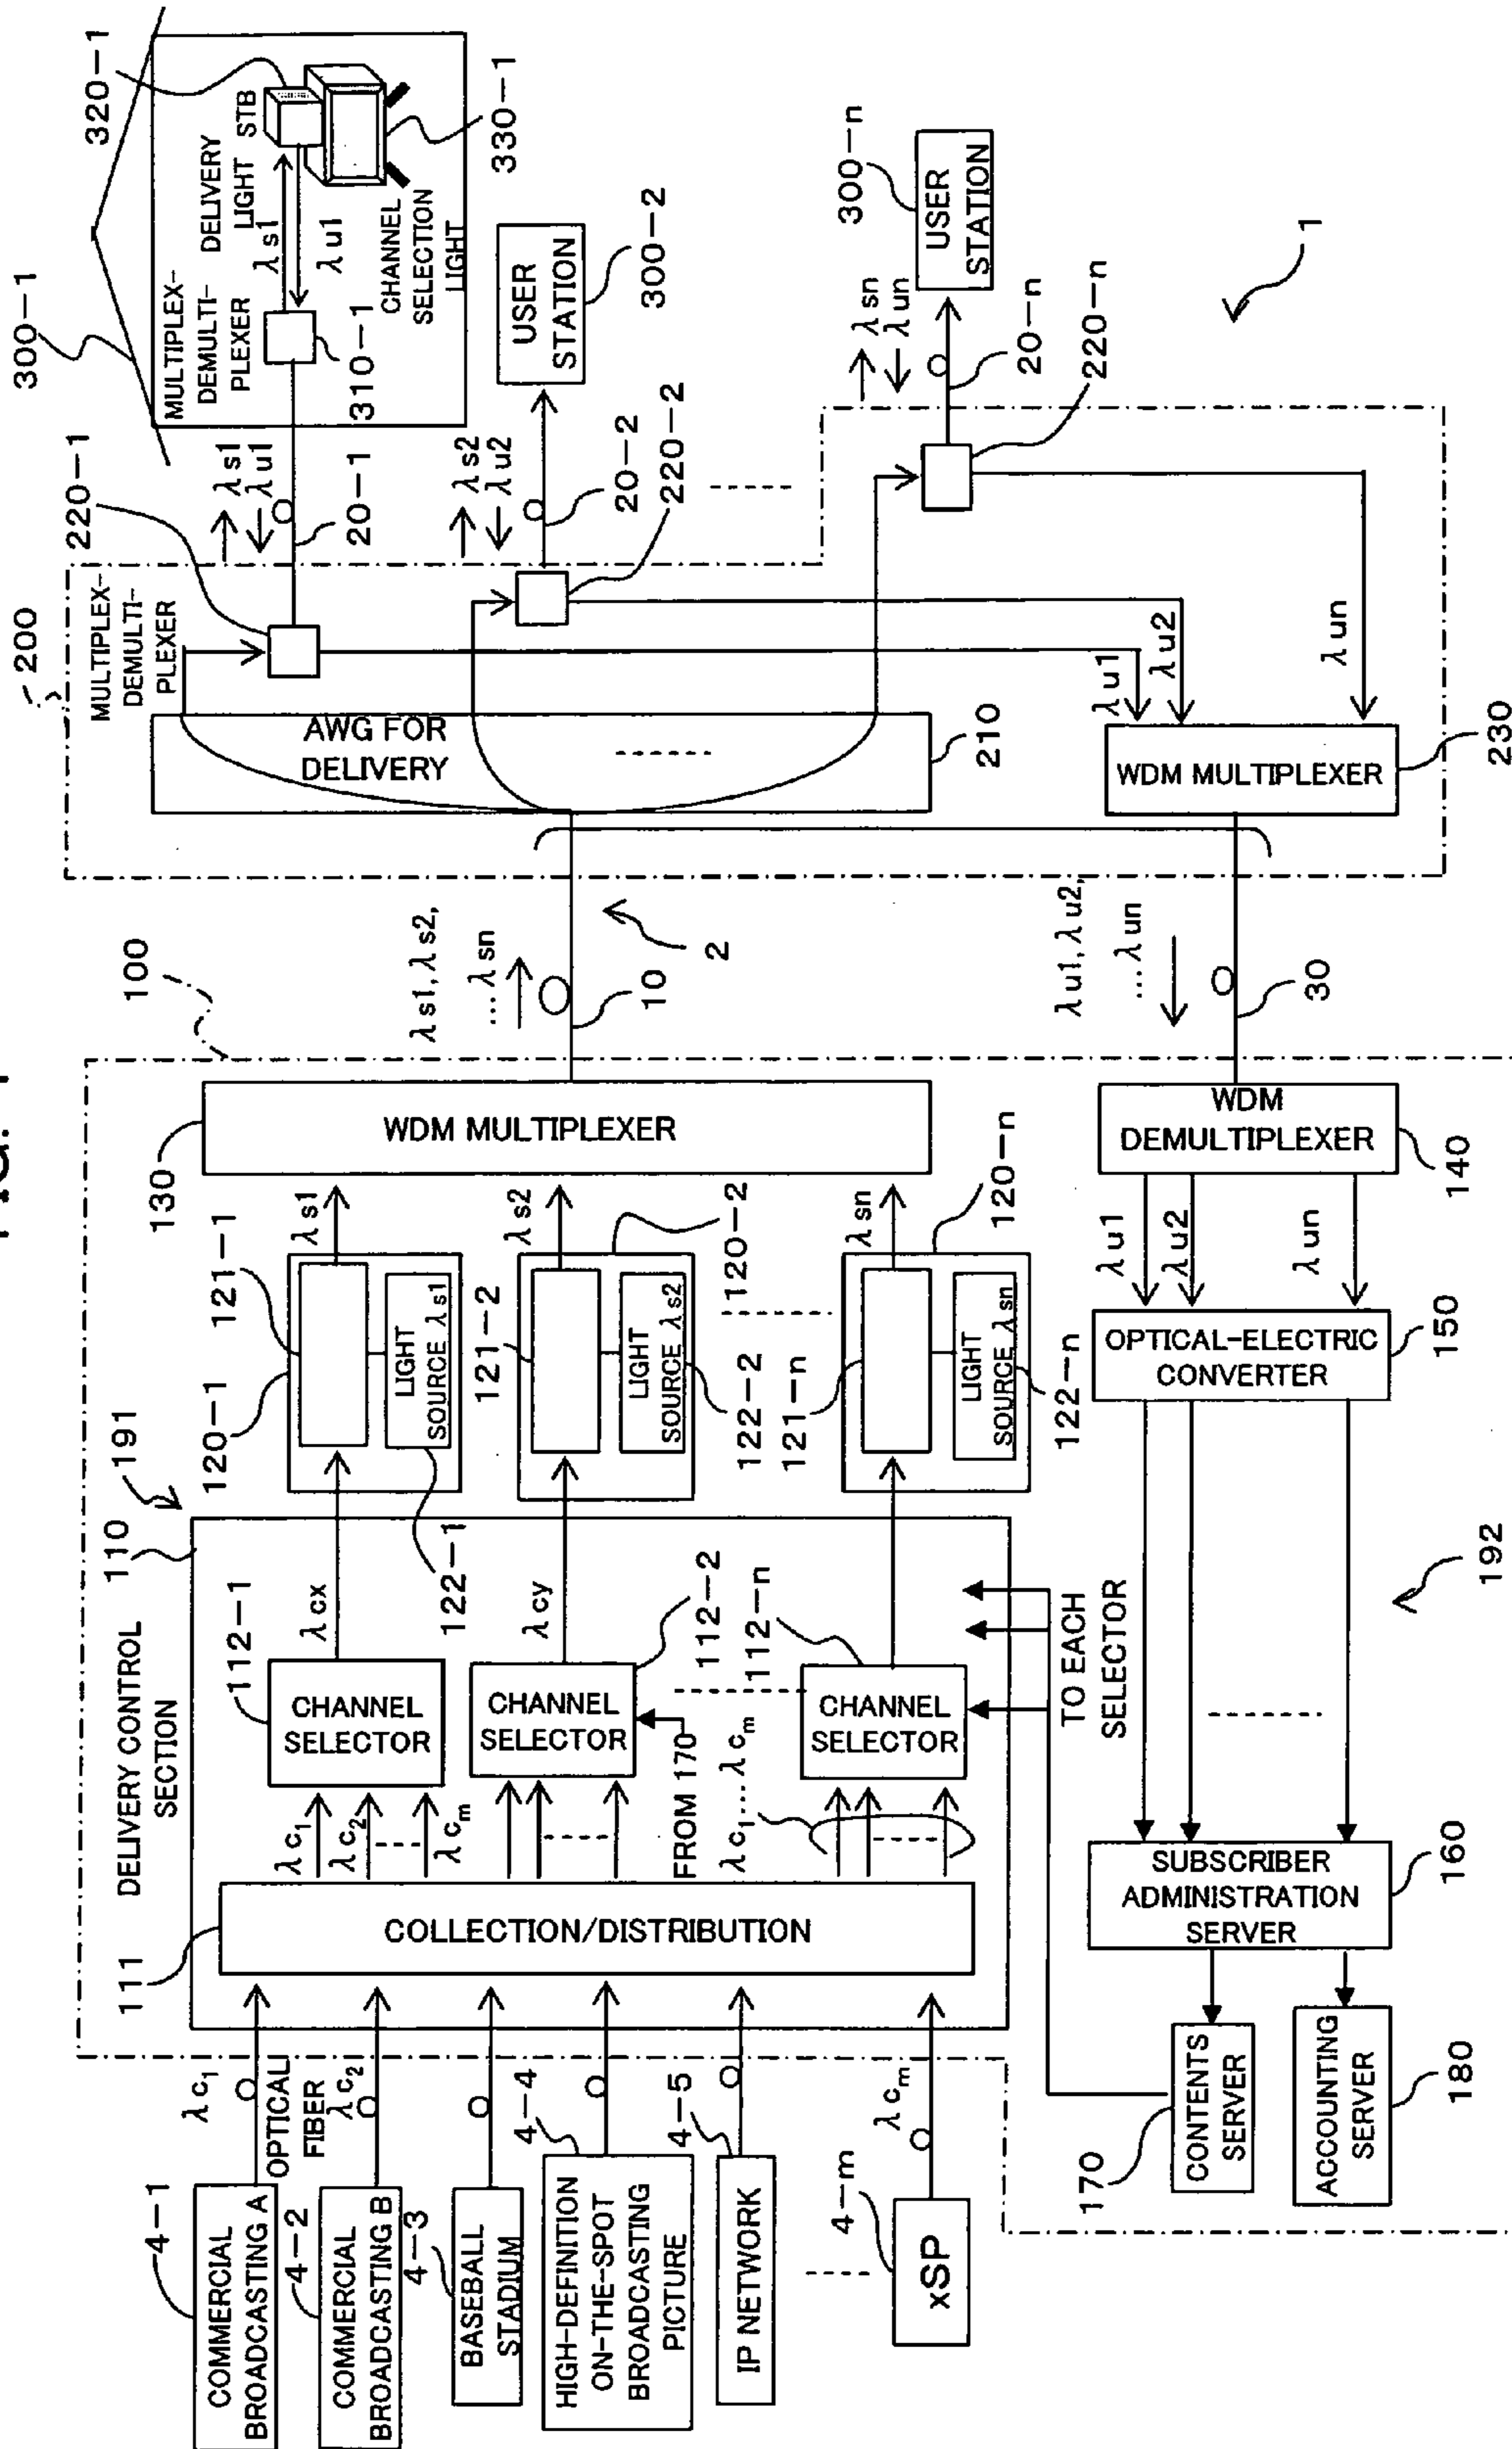 FIG. 1
4-1
COMMERCIAL
BROADCASTING A
4-2
COMMERCIAL
BROADCASTING B
4-3
BASEBALL
STADIUM
4-4
HIGH-DEFINITION
ON-THE-SPOT
BROADCASTING
PICTURE
4-5
IP NETWORK
4-m
xSP
λc1
OPTICAL
FIBER
λc2
λcm
100
191
DELIVERY CONTROL
SECTION
110
111
COLLECTION/DISTRIBUTION
λc1
λc2
λcm
112-1
CHANNEL
SELECTOR
λcx
112-2
CHANNEL
SELECTOR
λcy
FROM 170
λc1...λcm
112-n
CHANNEL
SELECTOR
TO EACH
SELECTOR
120-1
121-1
LIGHT
SOURCE λs1
122-1
λs1
120-2
121-2
LIGHT
SOURCE λs2
122-2
λs2
120-n
121-n
LIGHT
SOURCE λsn
122-n
λsn
130
WDM MULTIPLEXER
WDM
DEMULTIPLEXER
140
λu1
λu2
λun
OPTICAL-ELECTRIC
CONVERTER
150
192
SUBSCRIBER
ADMINISTRATION
SERVER
160
CONTENTS
SERVER
170
ACCOUNTING
SERVER
180
λs1,λs2,
...λsn
10
2
λu1,λu2,
...λun
30
200
MULTIPLEX-
DEMULTI-
PLEXER
220-1
AWG FOR
DELIVERY
210
λu1
λu2
λun
WDM MULTIPLEXER
230
λs1
λu1
20-1
λs2
λu2
20-2
220-2
λsn
λun
20-n
220-n
300-1
MULTIPLEX-
DEMULTI-
PLEXER
310-1
DELIVERY
LIGHT
λs1
λu1
CHANNEL
SELECTION
LIGHT
STB
320-1
330-1
USER
STATION
300-2
USER
STATION
300-n
1